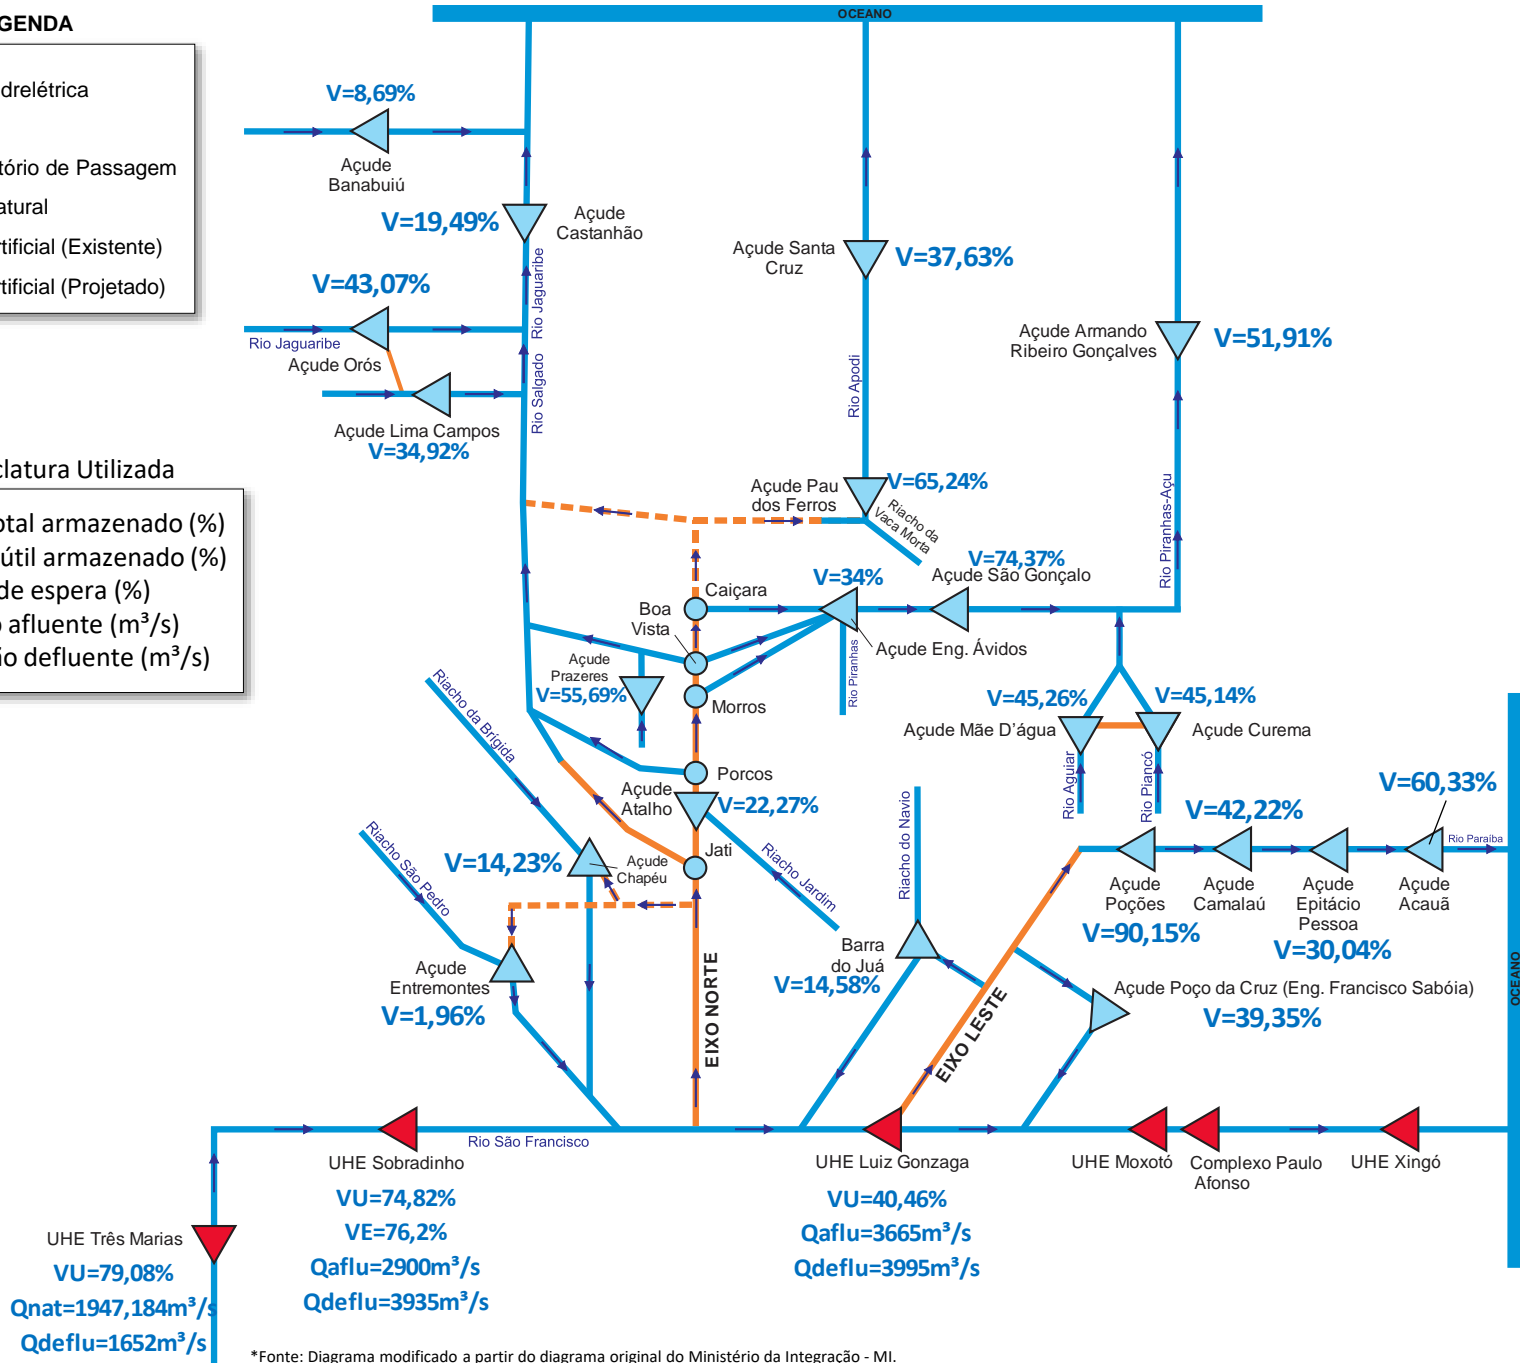 OCEANO
GENDA
drelétrica
tório de Passagem
atural
rtificial (Existente)
rtificial (Projetado)
V=8,69%
Açude
Banabuiú
V=19,49%
Açude
Castanhão
Rio Jaguaribe
V=43,07%
Rio Jaguaribe
Açude Orós
Rio Salgado
Açude Lima Campos
V=34,92%
Açude Santa
Cruz
V=37,63%
Rio Apodi
Açude Armando
Ribeiro Gonçalves
V=51,91%
Rio Piranhas-Açu
clatura Utilizada
otal armazenado (%)
útil armazenado (%)
de espera (%)
o afluente (m³/s)
ão defluente (m³/s)
Açude Pau
dos Ferros
V=65,24%
Riacho da
Vaca Morta
V=74,37%
Açude São Gonçalo
V=34%
Caiçara
Boa
Vista
Açude Eng. Ávidos
Rio Piranhas
Açude
Prazeres
V=55,69%
Morros
Riacho da Brígida
Porcos
Açude
Atalho
V=22,27%
V=45,26%
V=45,14%
Açude Mãe D'água
Açude Curema
Rio Aguiar
Rio Piancó
V=60,33%
V=42,22%
Rio Paraíba
Riacho São Pedro
V=14,23%
Açude
Chapéu
Jati
Riacho Jardim
Riacho do Navio
Açude
Poções
V=90,15%
Açude
Camalaú
Açude
Epitácio
Pessoa
V=30,04%
Açude
Acauã
Açude
Entremontes
V=1,96%
EIXO NORTE
Barra
do Juá
V=14,58%
EIXO LESTE
Açude Poço da Cruz (Eng. Francisco Sabóia)
V=39,35%
OCEANO
Rio São Francisco
UHE Sobradinho
VU=74,82%
VE=76,2%
Qaflu=2900m³/s
Qdeflu=3935m³/s
UHE Luiz Gonzaga
VU=40,46%
Qaflu=3665m³/s
Qdeflu=3995m³/s
UHE Moxotó
Complexo Paulo
Afonso
UHE Xingó
UHE Três Marias
VU=79,08%
Qnat=1947,184m³/s
Qdeflu=1652m³/s
*Fonte: Diagrama modificado a partir do diagrama original do Ministério da Integração - MI.